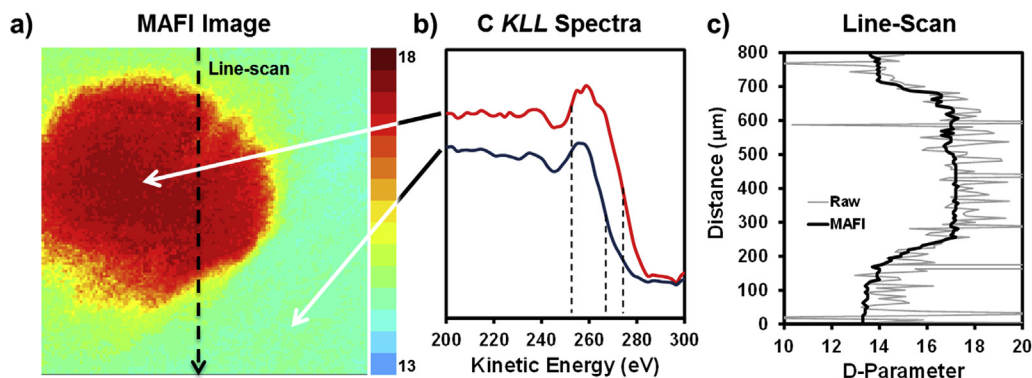 a) MAFI Image
Line-scan
18
13
b) C KLL Spectra
200 220 240 260 280 300
Kinetic Energy (eV)
c) Line-Scan
Distance (µm)
800
700
600
500
400
300
200
100
0
Raw
MAFI
10 12 14 16 18 20
D-Parameter